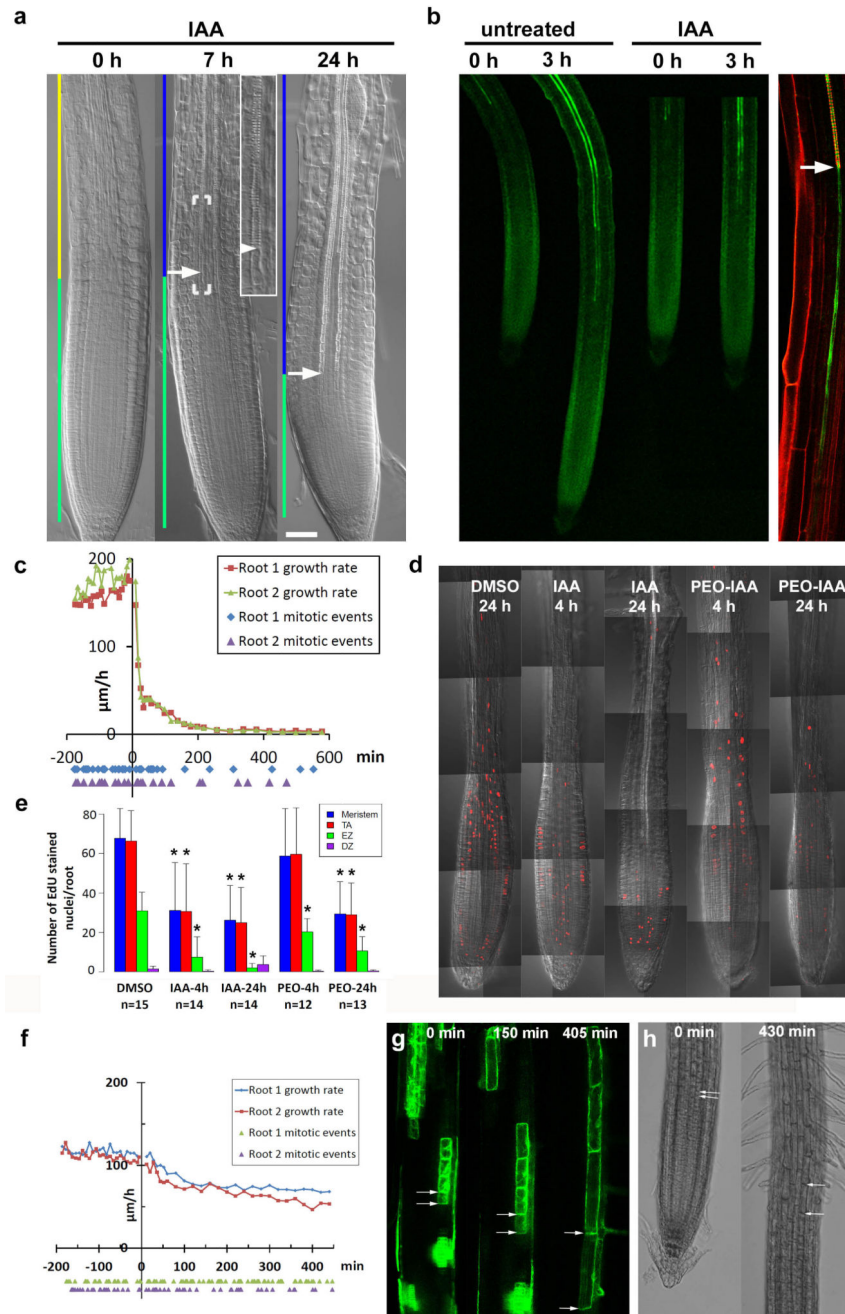 a
IAA
0 h 7 h 24 h
b
untreated IAA
0 h 3 h 0 h 3 h
c
200
100
0
µm/h
-200 0 200 400 600 min
Root 1 growth rate
Root 2 growth rate
Root 1 mitotic events
Root 2 mitotic events
d
DMSO 24 h
IAA 4 h
IAA 24 h
PEO-IAA 4 h
PEO-IAA 24 h
e
Number of EdU stained
nuclei/root
80
60
40
20
0
Meristem
TA
EZ
DZ
* *
*
* *
*
*
* *
*
DMSO IAA-4h IAA-24h PEO-4h PEO-24h
n=15 n=14 n=14 n=12 n=13
f
200
100
0
µm/h
-200 -100 0 100 200 300 400 min
Root 1 growth rate
Root 2 growth rate
Root 1 mitotic events
Root 2 mitotic events
g
0 min 150 min 405 min
h
0 min 430 min